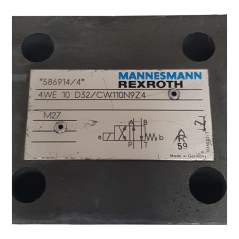 "586914/4"
MANNESMANN
REXROTH
4WE 10 D32/CW110N9Z4
M27
A B
a b
P T
59
Made in Germany